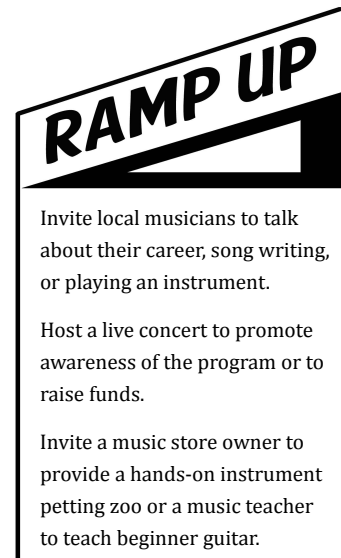 RAMP UP
Invite local musicians to talk
about their career, song writing,
or playing an instrument.
Host a live concert to promote
awareness of the program or to
raise funds.
Invite a music store owner to
provide a hands-on instrument
petting zoo or a music teacher
to teach beginner guitar.